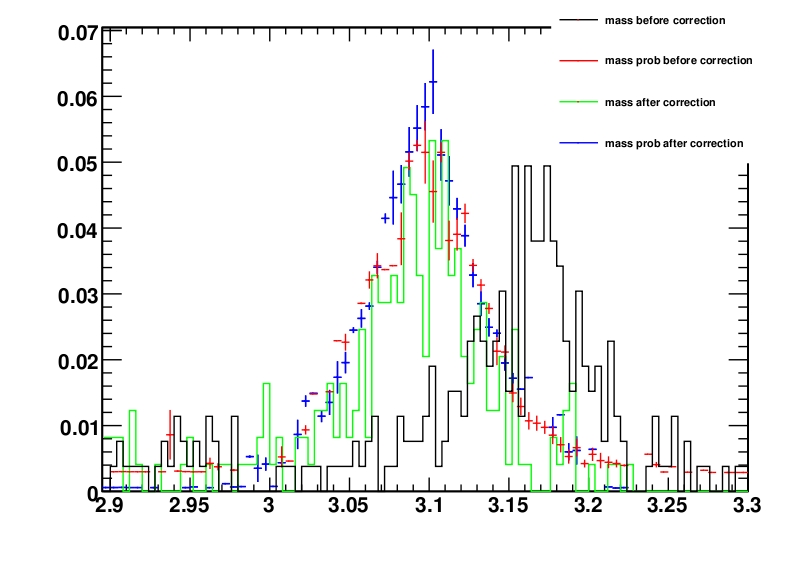 mass before correction
mass prob before correction
mass after correction
mass prob after correction
0.07
0.06
0.05
0.04
0.03
0.02
0.01
0
2.9 2.95 3 3.05 3.1 3.15 3.2 3.25 3.3